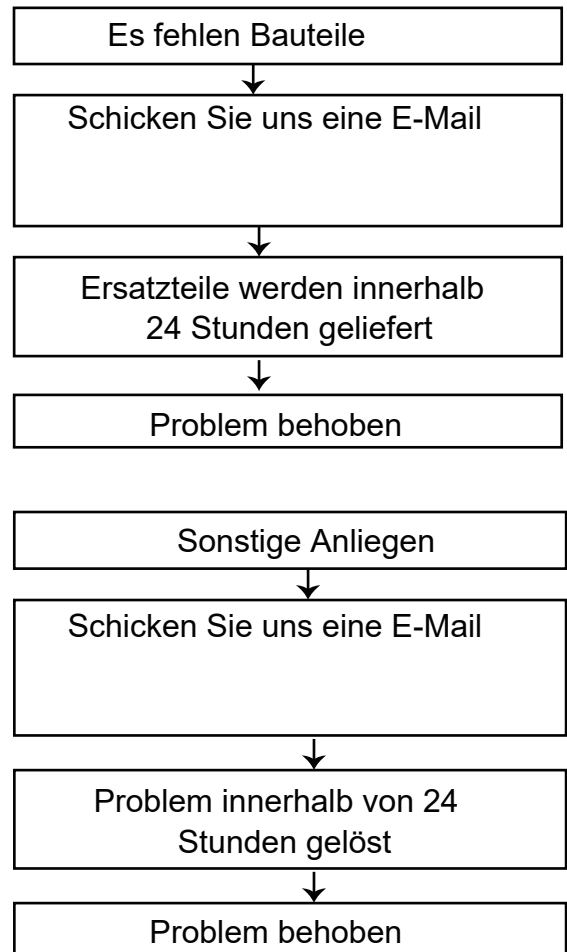 Es fehlen Bauteile
Schicken Sie uns eine E-Mail
Ersatzteile werden innerhalb
24 Stunden geliefert
Problem behoben
Sonstige Anliegen
Schicken Sie uns eine E-Mail
Problem innerhalb von 24
Stunden gelöst
Problem behoben